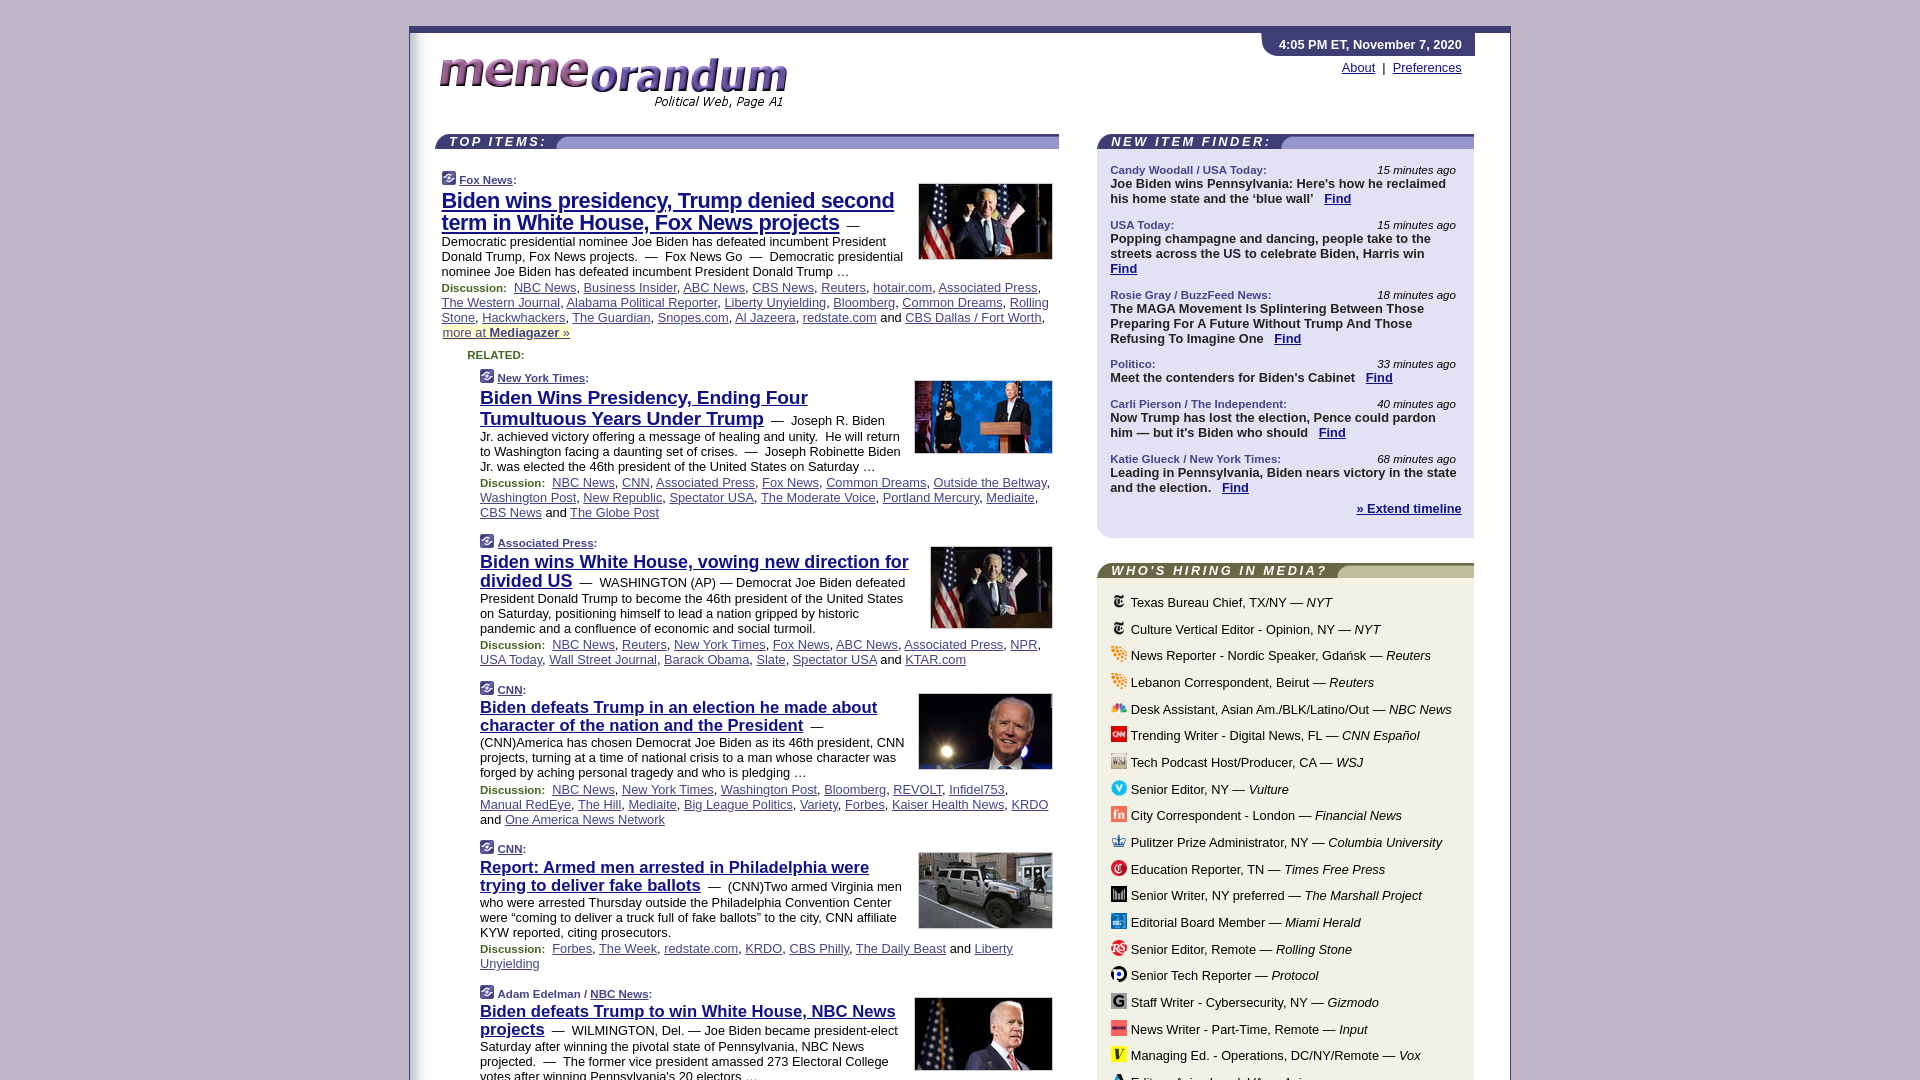 4:05 PM ET, November 7, 2020
memeorandum
Political Web, Page A1
About | Preferences
TOP ITEMS:
Fox News:
Biden wins presidency, Trump denied second
term in White House, Fox News projects —
Democratic presidential nominee Joe Biden has defeated incumbent President
Donald Trump, Fox News projects. — Fox News Go — Democratic presidential
nominee Joe Biden has defeated incumbent President Donald Trump …
Discussion: NBC News, Business Insider, ABC News, CBS News, Reuters, hotair.com, Associated Press,
The Western Journal, Alabama Political Reporter, Liberty Unyielding, Bloomberg, Common Dreams, Rolling
Stone, Hackwhackers, The Guardian, Snopes.com, Al Jazeera, redstate.com and CBS Dallas / Fort Worth,
more at Mediagazer »
RELATED:
New York Times:
Biden Wins Presidency, Ending Four
Tumultuous Years Under Trump — Joseph R. Biden
Jr. achieved victory offering a message of healing and unity. He will return
to Washington facing a daunting set of crises. — Joseph Robinette Biden
Jr. was elected the 46th president of the United States on Saturday …
Discussion: NBC News, CNN, Associated Press, Fox News, Common Dreams, Outside the Beltway,
Washington Post, New Republic, Spectator USA, The Moderate Voice, Portland Mercury, Mediaite,
CBS News and The Globe Post
Associated Press:
Biden wins White House, vowing new direction for
divided US — WASHINGTON (AP) — Democrat Joe Biden defeated
President Donald Trump to become the 46th president of the United States
on Saturday, positioning himself to lead a nation gripped by historic
pandemic and a confluence of economic and social turmoil.
Discussion: NBC News, Reuters, New York Times, Fox News, ABC News, Associated Press, NPR,
USA Today, Wall Street Journal, Barack Obama, Slate, Spectator USA and KTAR.com
CNN:
Biden defeats Trump in an election he made about
character of the nation and the President —
(CNN)America has chosen Democrat Joe Biden as its 46th president, CNN
projects, turning at a time of national crisis to a man whose character was
forged by aching personal tragedy and who is pledging …
Discussion: NBC News, New York Times, Washington Post, Bloomberg, REVOLT, Infidel753,
Manual RedEye, The Hill, Mediaite, Big League Politics, Variety, Forbes, Kaiser Health News, KRDO
and One America News Network
CNN:
Report: Armed men arrested in Philadelphia were
trying to deliver fake ballots — (CNN)Two armed Virginia men
who were arrested Thursday outside the Philadelphia Convention Center
were “coming to deliver a truck full of fake ballots” to the city, CNN affiliate
KYW reported, citing prosecutors.
Discussion: Forbes, The Week, redstate.com, KRDO, CBS Philly, The Daily Beast and Liberty
Unyielding
Adam Edelman / NBC News:
Biden defeats Trump to win White House, NBC News
projects — WILMINGTON, Del. — Joe Biden became president-elect
Saturday after winning the pivotal state of Pennsylvania, NBC News
projected. — The former vice president amassed 273 Electoral College
votes after winning Pennsylvania's 20 electors …
NEW ITEM FINDER:
Candy Woodall / USA Today: 15 minutes ago
Joe Biden wins Pennsylvania: Here's how he reclaimed
his home state and the ‘blue wall’ Find
USA Today: 15 minutes ago
Popping champagne and dancing, people take to the
streets across the US to celebrate Biden, Harris win
Find
Rosie Gray / BuzzFeed News: 18 minutes ago
The MAGA Movement Is Splintering Between Those
Preparing For A Future Without Trump And Those
Refusing To Imagine One Find
Politico: 33 minutes ago
Meet the contenders for Biden's Cabinet Find
Carli Pierson / The Independent: 40 minutes ago
Now Trump has lost the election, Pence could pardon
him — but it's Biden who should Find
Katie Glueck / New York Times: 68 minutes ago
Leading in Pennsylvania, Biden nears victory in the state
and the election. Find
» Extend timeline
WHO'S HIRING IN MEDIA?
Texas Bureau Chief, TX/NY — NYT
Culture Vertical Editor - Opinion, NY — NYT
News Reporter - Nordic Speaker, Gdańsk — Reuters
Lebanon Correspondent, Beirut — Reuters
Desk Assistant, Asian Am./BLK/Latino/Out — NBC News
Trending Writer - Digital News, FL — CNN Español
Tech Podcast Host/Producer, CA — WSJ
Senior Editor, NY — Vulture
City Correspondent - London — Financial News
Pulitzer Prize Administrator, NY — Columbia University
Education Reporter, TN — Times Free Press
Senior Writer, NY preferred — The Marshall Project
Editorial Board Member — Miami Herald
Senior Editor, Remote — Rolling Stone
Senior Tech Reporter — Protocol
Staff Writer - Cybersecurity, NY — Gizmodo
News Writer - Part-Time, Remote — Input
Managing Ed. - Operations, DC/NY/Remote — Vox